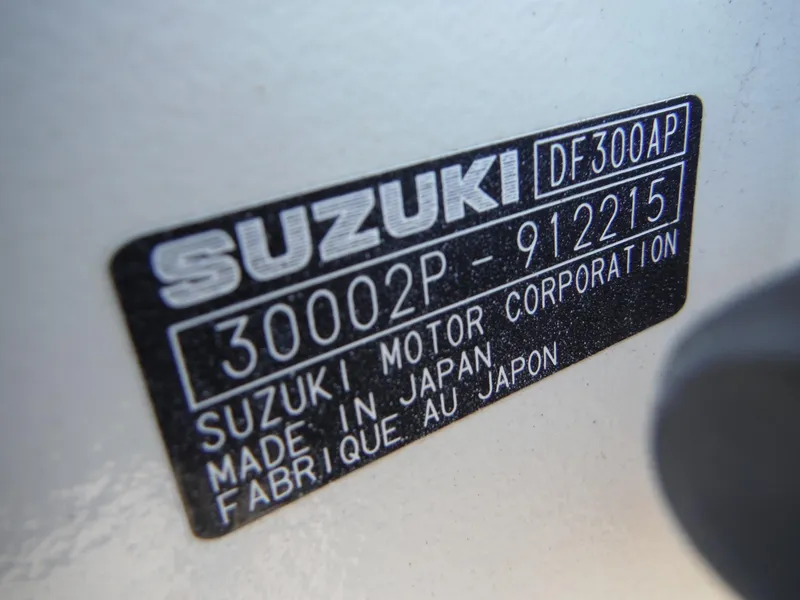 SUZUKI DF300AP
30002P - 912215
SUZUKI MOTOR CORPORATION
MADE IN JAPAN
FABRIQUE AU JAPON